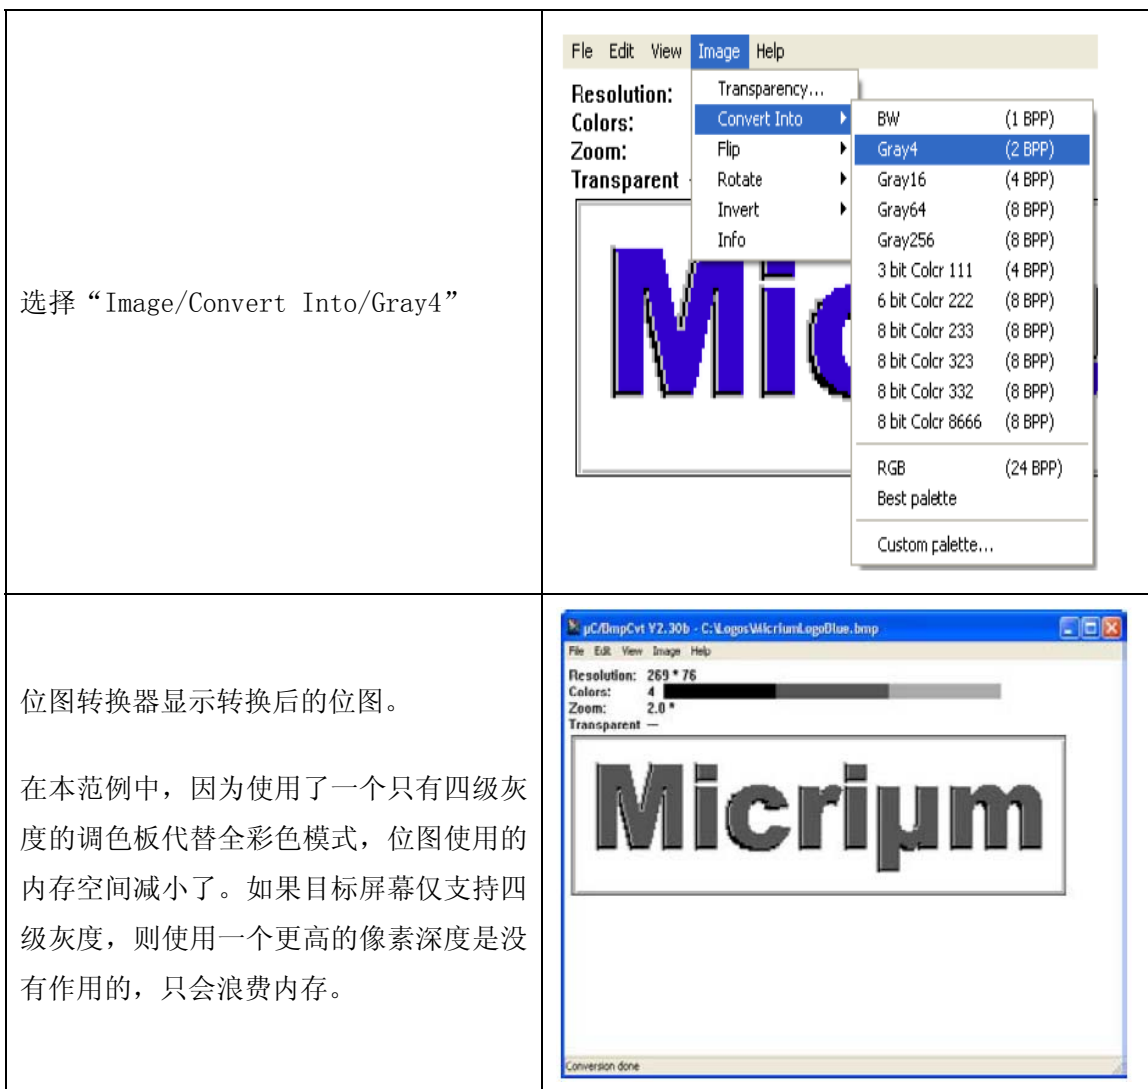 Fle Edit View Image Help
Resolution:
Colors:
Zoom:
Transparent
Transparency...
Convert Into
Flip
Rotate
Invert
Info
BW (1 BPP)
Gray4 (2 BPP)
Gray16 (4 BPP)
Gray64 (8 BPP)
Gray256 (8 BPP)
3 bit Colcr 111 (4 BPP)
6 bit Colcr 222 (8 BPP)
8 bit Colcr 233 (8 BPP)
8 bit Colcr 323 (8 BPP)
8 bit Colcr 332 (8 BPP)
8 bit Colcr 8666 (8 BPP)
RGB (24 BPP)
Best palette
Custom palette...
Mic
选择“Image/Convert Into/Gray4”
位图转换器显示转换后的位图。
在本范例中，因为使用了一个只有四级灰
度的调色板代替全彩色模式，位图使用的
内存空间减小了。如果目标屏幕仅支持四
级灰度，则使用一个更高的像素深度是没
有作用的，只会浪费内存。
µC/BmpCvt V2.30b - C:\Logos\MicriumLogoBlue.bmp
File Edit View Image Help
Resolution: 269 * 76
Colors: 4
Zoom: 2.0 *
Transparent —
Micriµm
Conversion done